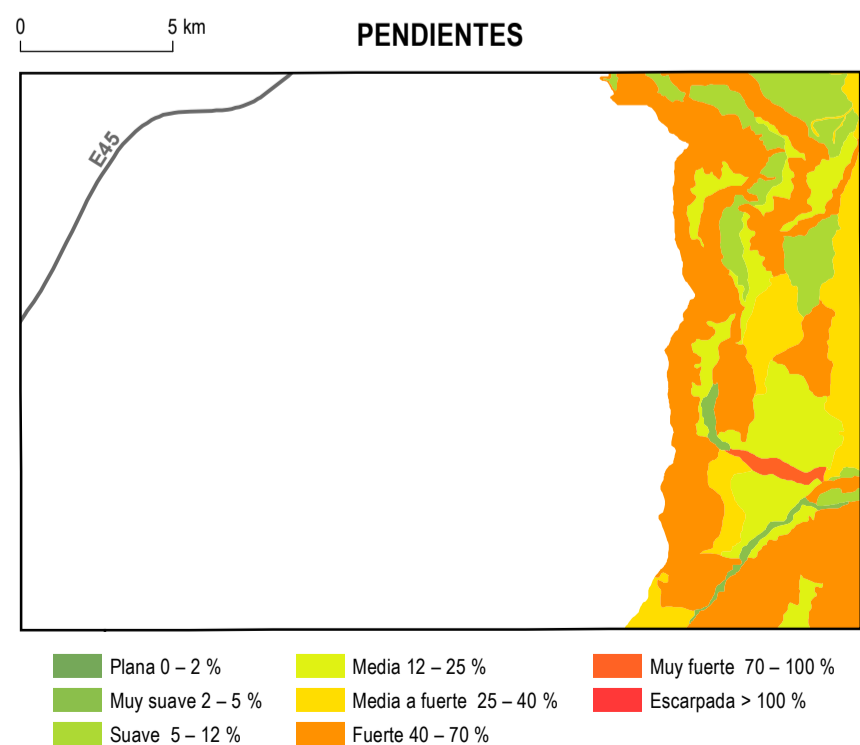 0 5 km
PENDIENTES
E45
Plana 0 – 2 %
Muy suave 2 – 5 %
Suave 5 – 12 %
Media 12 – 25 %
Media a fuerte 25 – 40 %
Fuerte 40 – 70 %
Muy fuerte 70 – 100 %
Escarpada > 100 %